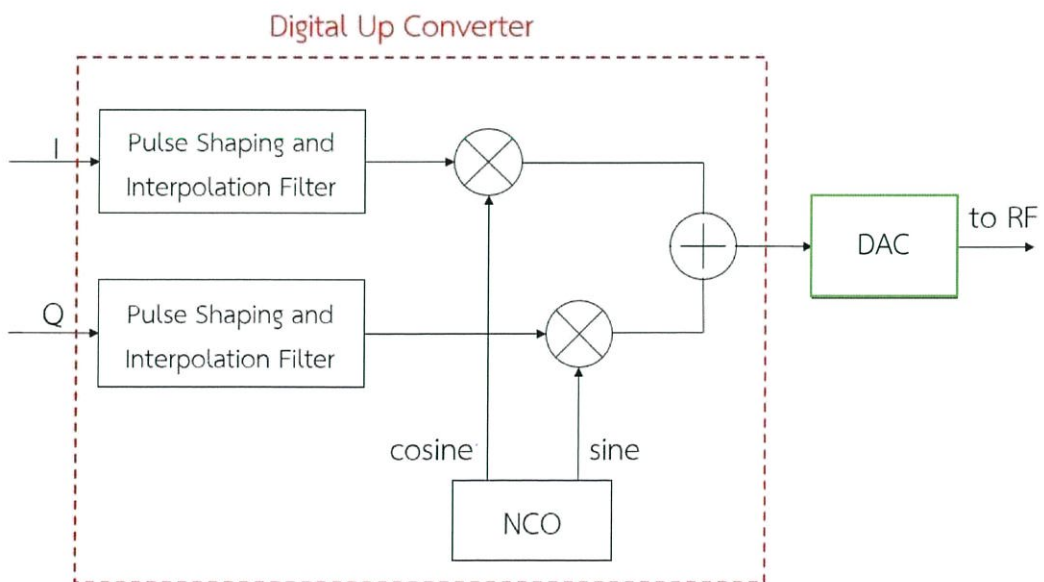 Digital Up Converter
I
Pulse Shaping and
Interpolation Filter
Q
Pulse Shaping and
Interpolation Filter
DAC
to RF
cosine
sine
NCO